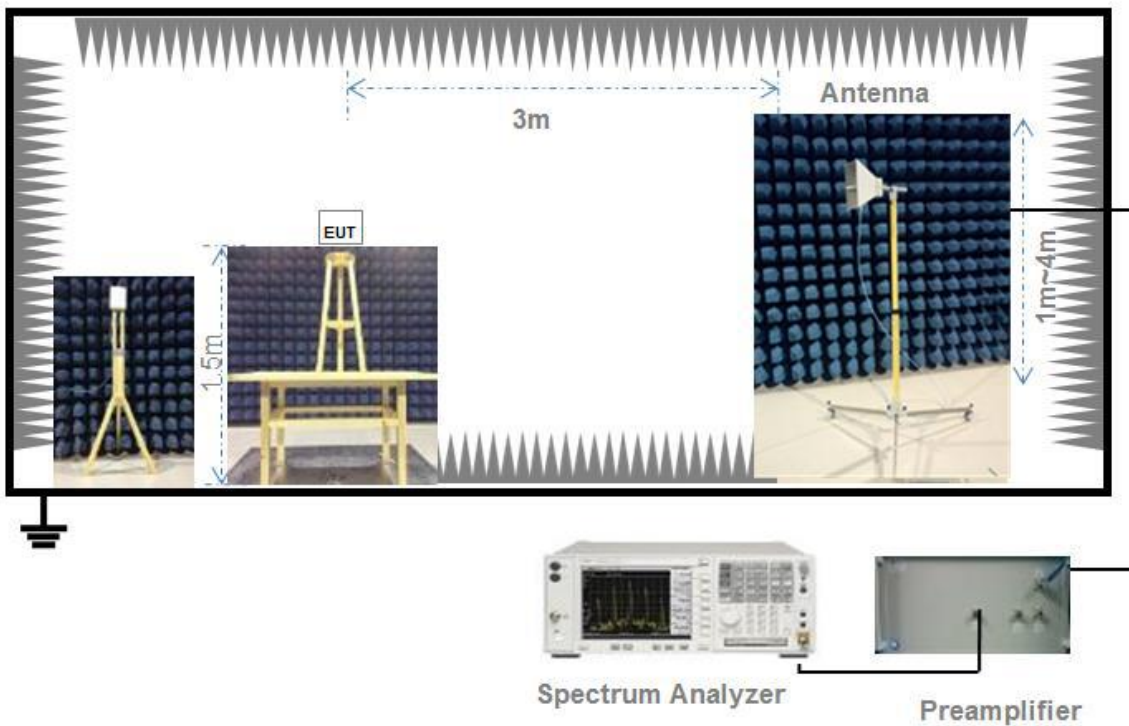 Antenna
3m
EUT
1.5m
1m~4m
Spectrum Analyzer
Preamplifier